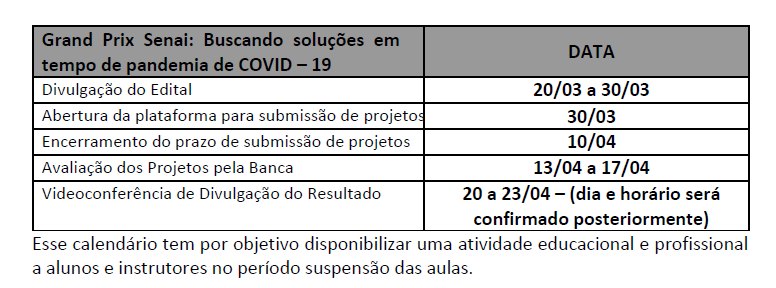 Grand Prix Senai: Buscando soluções em
tempo de pandemia de COVID – 19
DATA
Divulgação do Edital
20/03 a 30/03
Abertura da plataforma para submissão de projetos
30/03
Encerramento do prazo de submissão de projetos
10/04
Avaliação dos Projetos pela Banca
13/04 a 17/04
Videoconferência de Divulgação do Resultado
20 a 23/04 – (dia e horário será
confirmado posteriormente)
Esse calendário tem por objetivo disponibilizar uma atividade educacional e profissional
a alunos e instrutores no período suspensão das aulas.